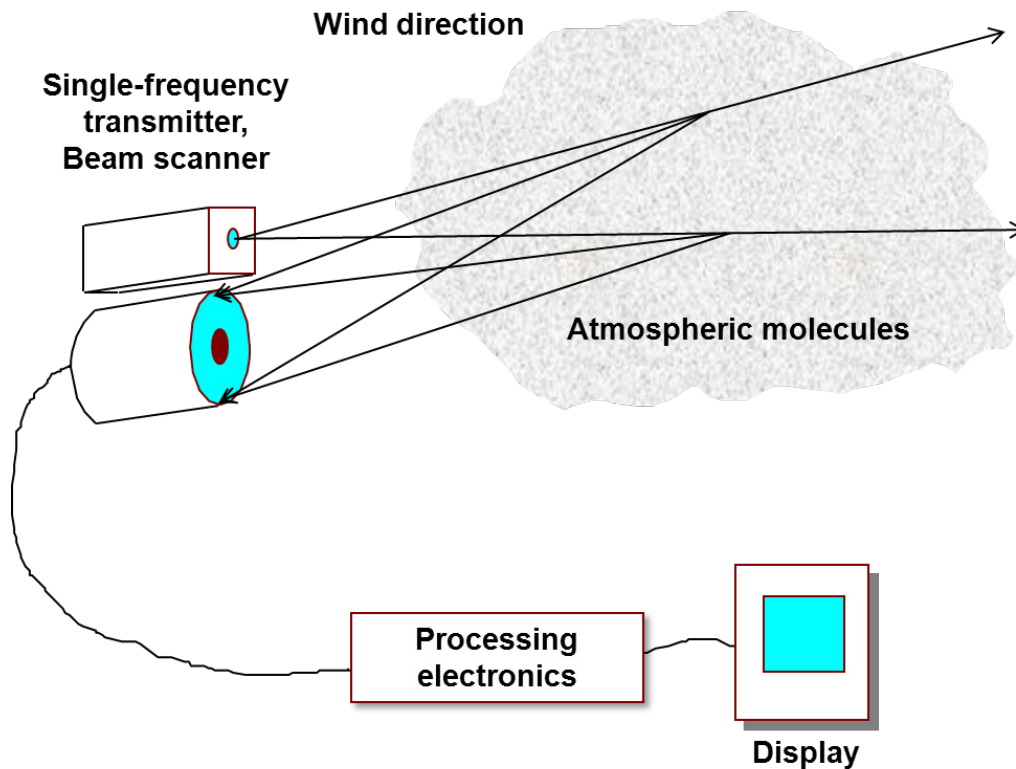 Wind direction
Single-frequency
transmitter,
Beam scanner
Atmospheric molecules
Processing
electronics
Display